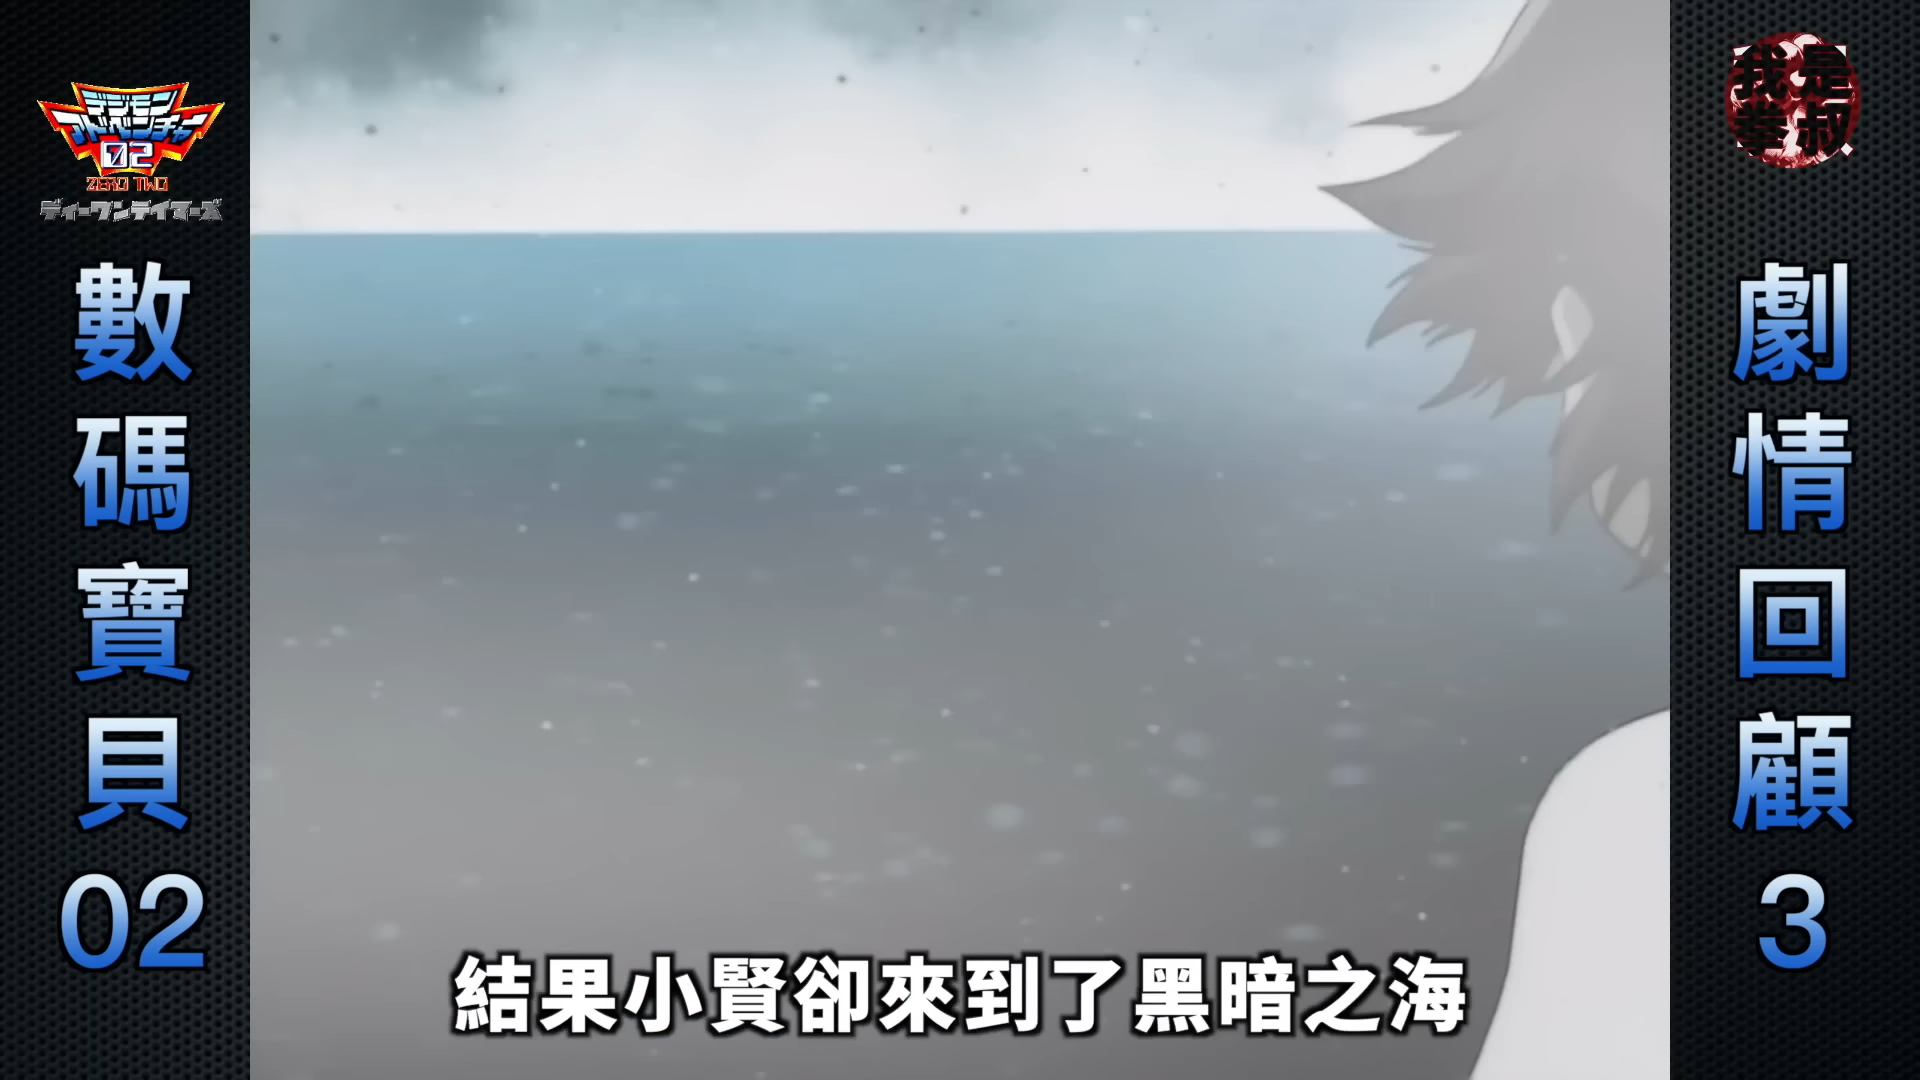 デジモン
アドベンチャー
02
ZERO TWO
ディーワンテイマーズ
數碼寶貝02
我是
拳叔
劇情回顧3
結果小賢卻來到了黑暗之海